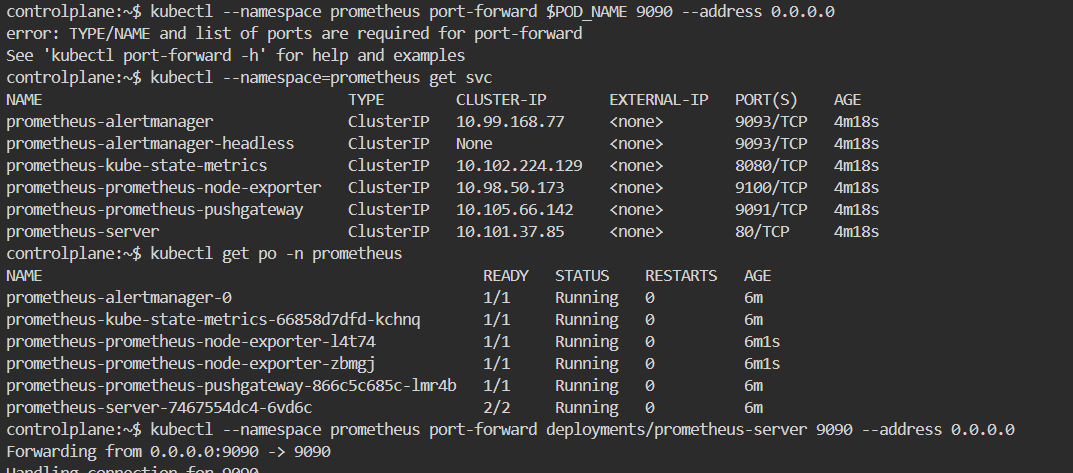 controlplane:~$ kubectl --namespace prometheus port-forward $POD_NAME 9090 --address 0.0.0.0
error: TYPE/NAME and list of ports are required for port-forward
See 'kubectl port-forward -h' for help and examples
controlplane:~$ kubectl --namespace=prometheus get svc
NAME TYPE CLUSTER-IP EXTERNAL-IP PORT(S) AGE
prometheus-alertmanager ClusterIP 10.99.168.77 <none> 9093/TCP 4m18s
prometheus-alertmanager-headless ClusterIP None <none> 9093/TCP 4m18s
prometheus-kube-state-metrics ClusterIP 10.102.224.129 <none> 8080/TCP 4m18s
prometheus-prometheus-node-exporter ClusterIP 10.98.50.173 <none> 9100/TCP 4m18s
prometheus-prometheus-pushgateway ClusterIP 10.105.66.142 <none> 9091/TCP 4m18s
prometheus-server ClusterIP 10.101.37.85 <none> 80/TCP 4m18s
controlplane:~$ kubectl get po -n prometheus
NAME READY STATUS RESTARTS AGE
prometheus-alertmanager-0 1/1 Running 0 6m
prometheus-kube-state-metrics-66858d7dfd-kchnq 1/1 Running 0 6m
prometheus-prometheus-node-exporter-l4t74 1/1 Running 0 6m1s
prometheus-prometheus-node-exporter-zbmgj 1/1 Running 0 6m1s
prometheus-prometheus-pushgateway-866c5c685c-lmr4b 1/1 Running 0 6m
prometheus-server-7467554dc4-6vd6c 2/2 Running 0 6m
controlplane:~$ kubectl --namespace prometheus port-forward deployments/prometheus-server 9090 --address 0.0.0.0
Forwarding from 0.0.0.0:9090 -> 9090
Handling connection for 9090